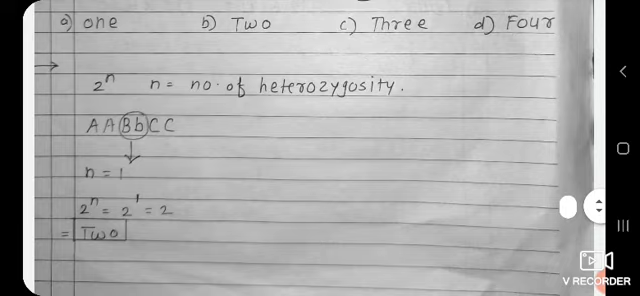 a) one b) Two c) Three d) Four
→ 2ⁿ n = no. of heterozygosity.
AABbCC
↓
n = 1
2ⁿ = 2¹ = 2
= Two
V RECORDER